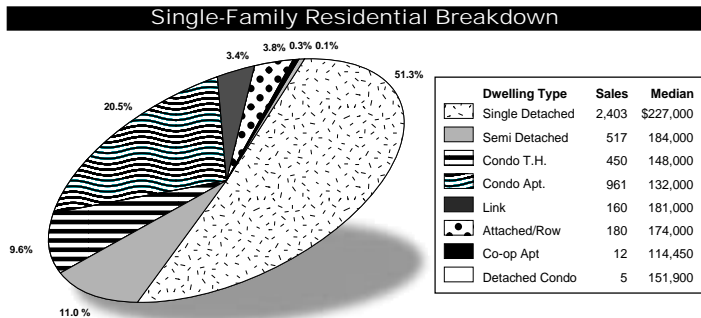 Single-Family Residential Breakdown
3.4% 3.8% 0.3% 0.1%
51.3%
20.5%
9.6%
11.0 %
Dwelling Type Sales Median
Single Detached 2,403 $227,000
Semi Detached 517 184,000
Condo T.H. 450 148,000
Condo Apt. 961 132,000
Link 160 181,000
Attached/Row 180 174,000
Co-op Apt 12 114,450
Detached Condo 5 151,900